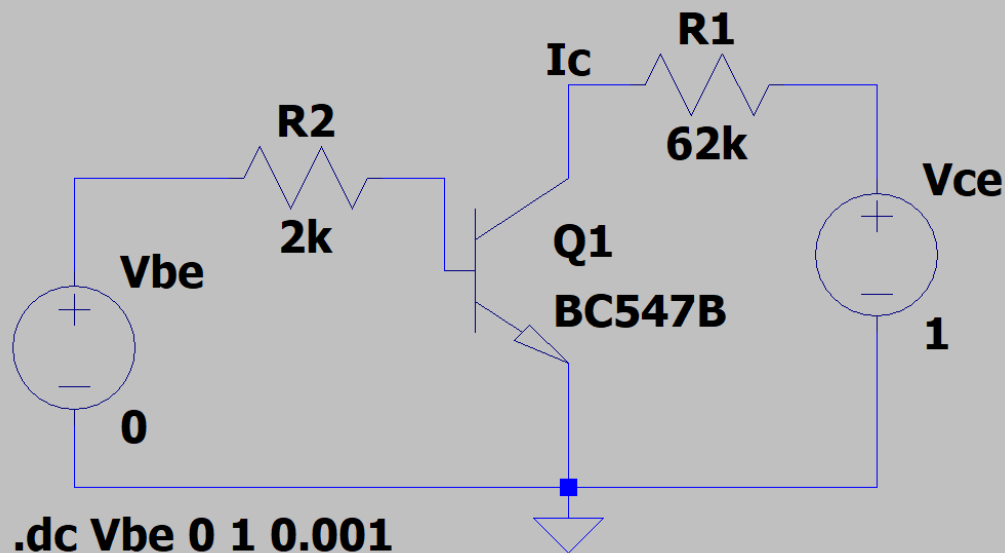 R1
Ic
62k
R2
2k
Vce
Vbe
Q1
BC547B
1
0
.dc Vbe 0 1 0.001